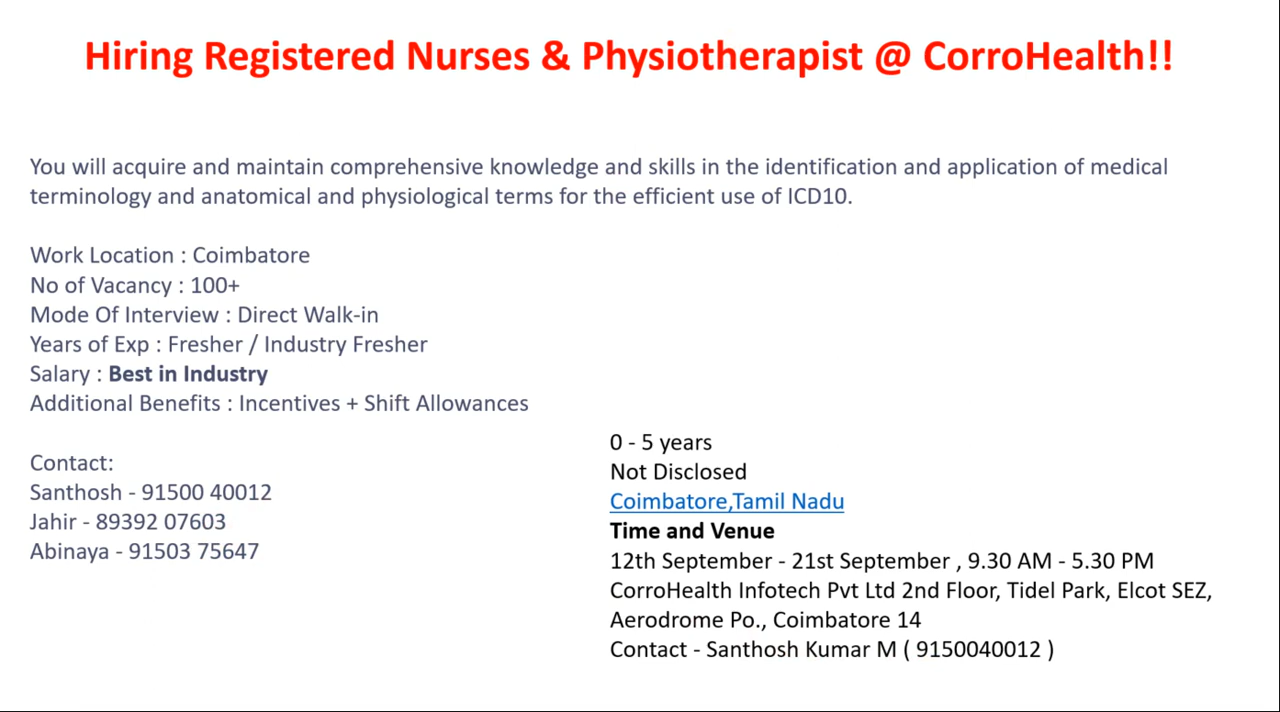 Hiring Registered Nurses & Physiotherapist @ CorroHealth!!
You will acquire and maintain comprehensive knowledge and skills in the identification and application of medical
terminology and anatomical and physiological terms for the efficient use of ICD10.
Work Location : Coimbatore
No of Vacancy : 100+
Mode Of Interview : Direct Walk-in
Years of Exp : Fresher / Industry Fresher
Salary : Best in Industry
Additional Benefits : Incentives + Shift Allowances
Contact:
Santhosh - 91500 40012
Jahir - 89392 07603
Abinaya - 91503 75647
0 - 5 years
Not Disclosed
Coimbatore,Tamil Nadu
Time and Venue
12th September - 21st September , 9.30 AM - 5.30 PM
CorroHealth Infotech Pvt Ltd 2nd Floor, Tidel Park, Elcot SEZ,
Aerodrome Po., Coimbatore 14
Contact - Santhosh Kumar M ( 9150040012 )